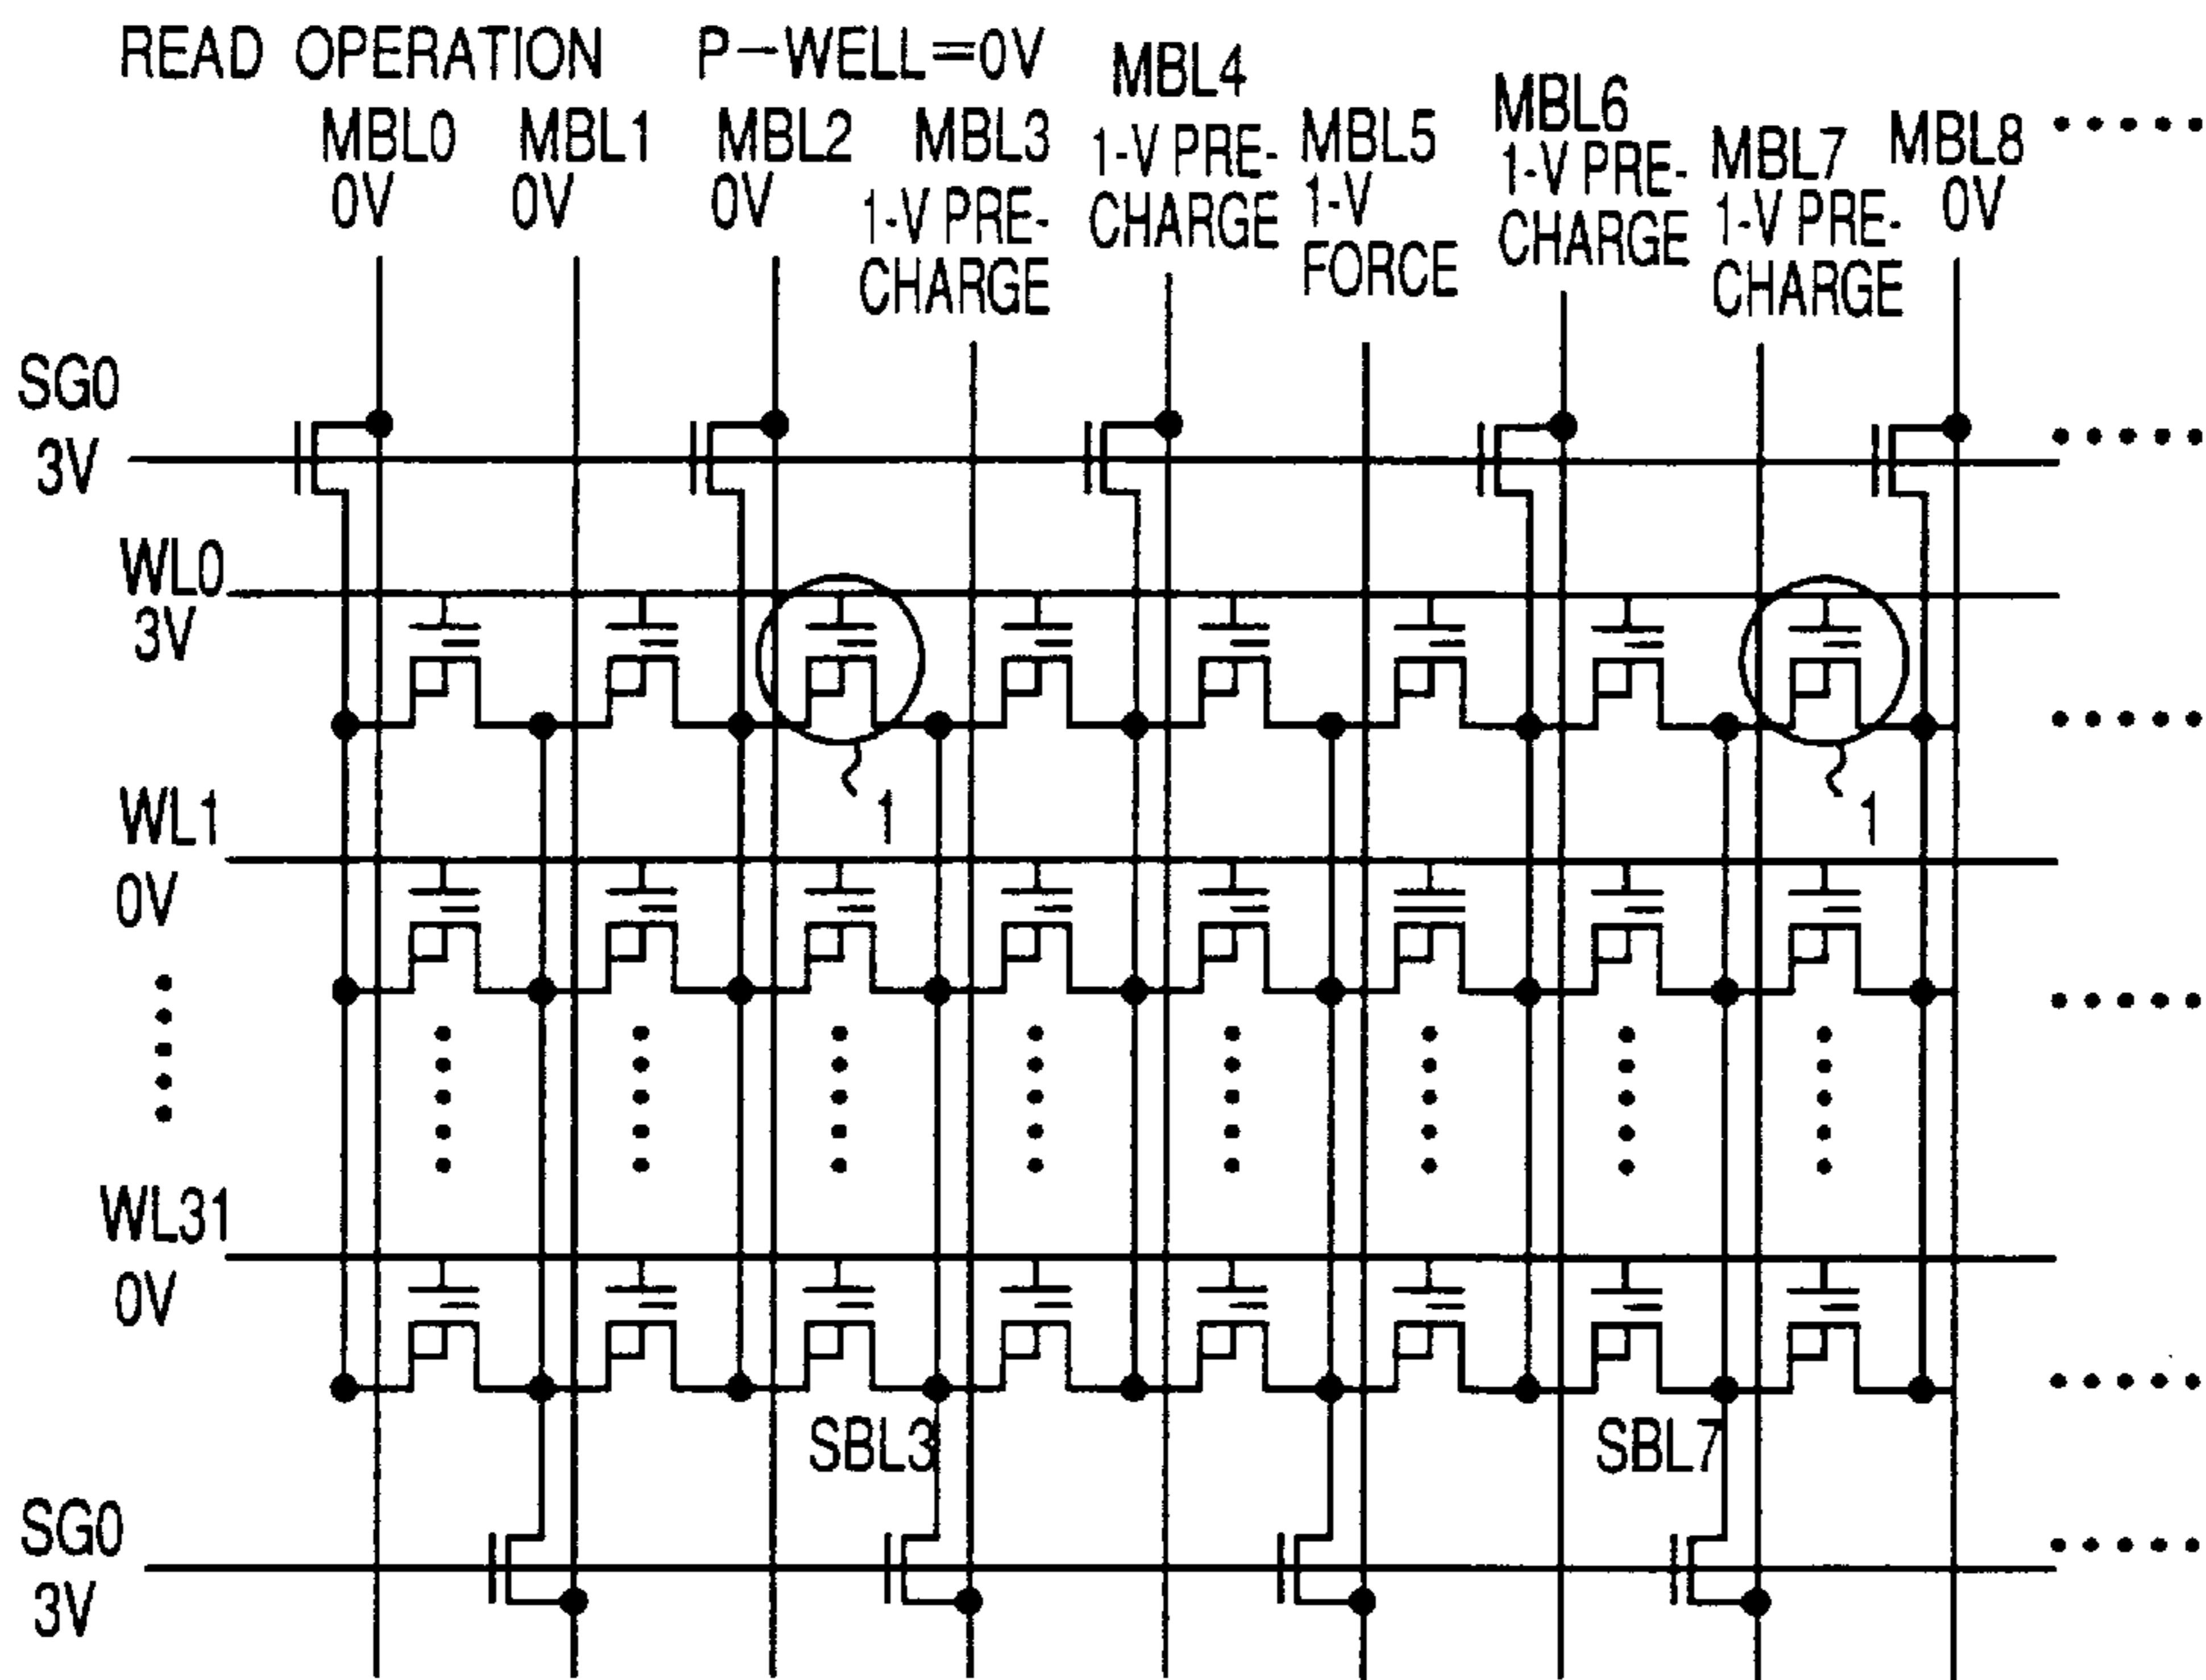 READ OPERATION P-WELL=0V
MBL0
0V
MBL1
0V
MBL2
0V
MBL3
1-V PRE-
CHARGE
MBL4
1-V PRE-
CHARGE
MBL5
1-V
FORCE
MBL6
1-V PRE-
CHARGE
MBL7
1-V PRE-
CHARGE
MBL8
0V
SG0
3V
WL0
3V
1
1
WL1
0V
WL31
0V
SBL3
SBL7
SG0
3V